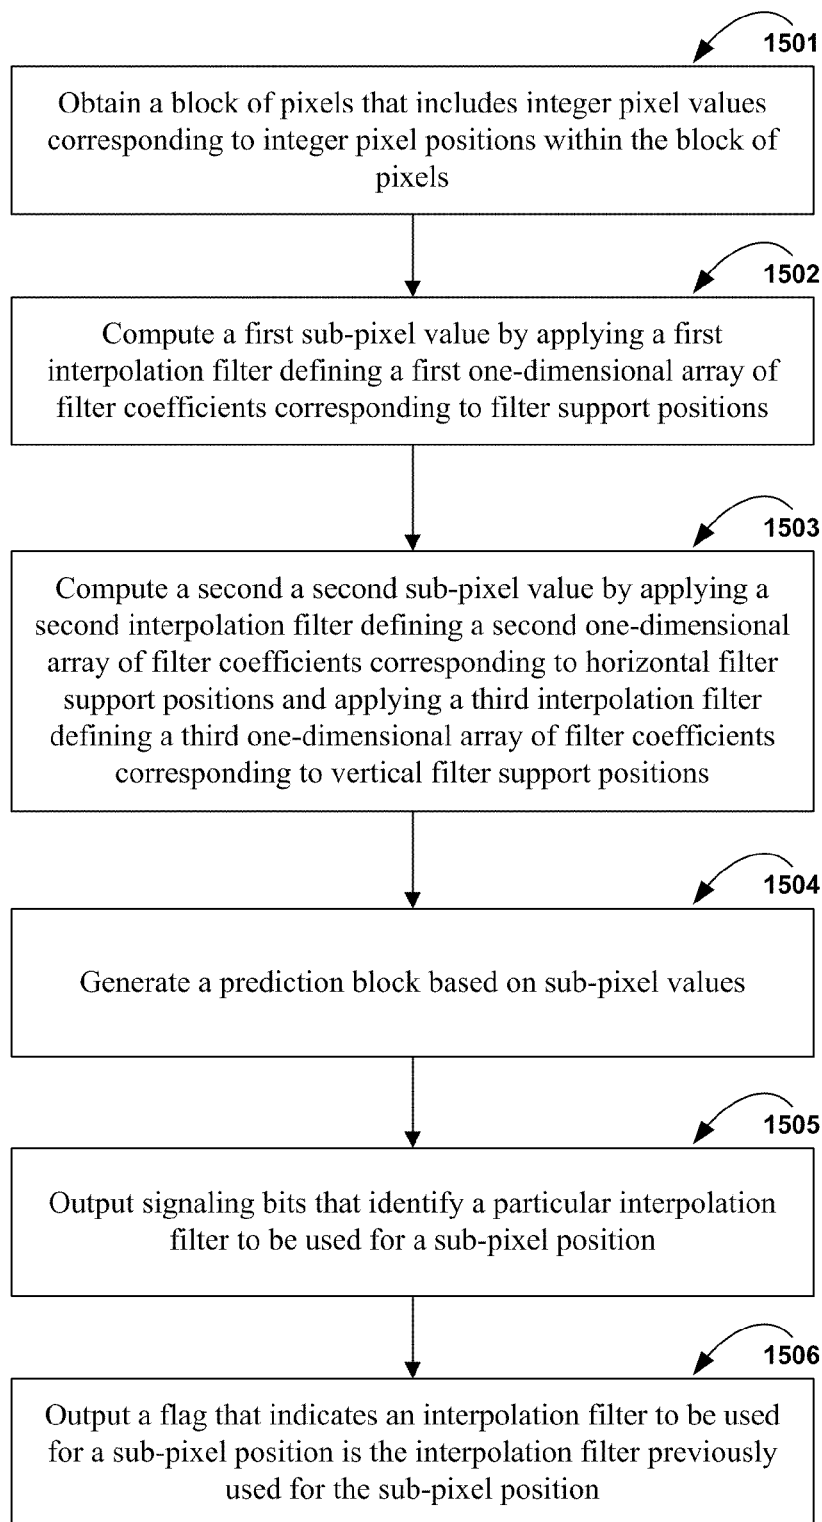 1501
Obtain a block of pixels that includes integer pixel values
corresponding to integer pixel positions within the block of
pixels
1502
Compute a first sub-pixel value by applying a first
interpolation filter defining a first one-dimensional array of
filter coefficients corresponding to filter support positions
1503
Compute a second a second sub-pixel value by applying a
second interpolation filter defining a second one-dimensional
array of filter coefficients corresponding to horizontal filter
support positions and applying a third interpolation filter
defining a third one-dimensional array of filter coefficients
corresponding to vertical filter support positions
1504
Generate a prediction block based on sub-pixel values
1505
Output signaling bits that identify a particular interpolation
filter to be used for a sub-pixel position
1506
Output a flag that indicates an interpolation filter to be used
for a sub-pixel position is the interpolation filter previously
used for the sub-pixel position